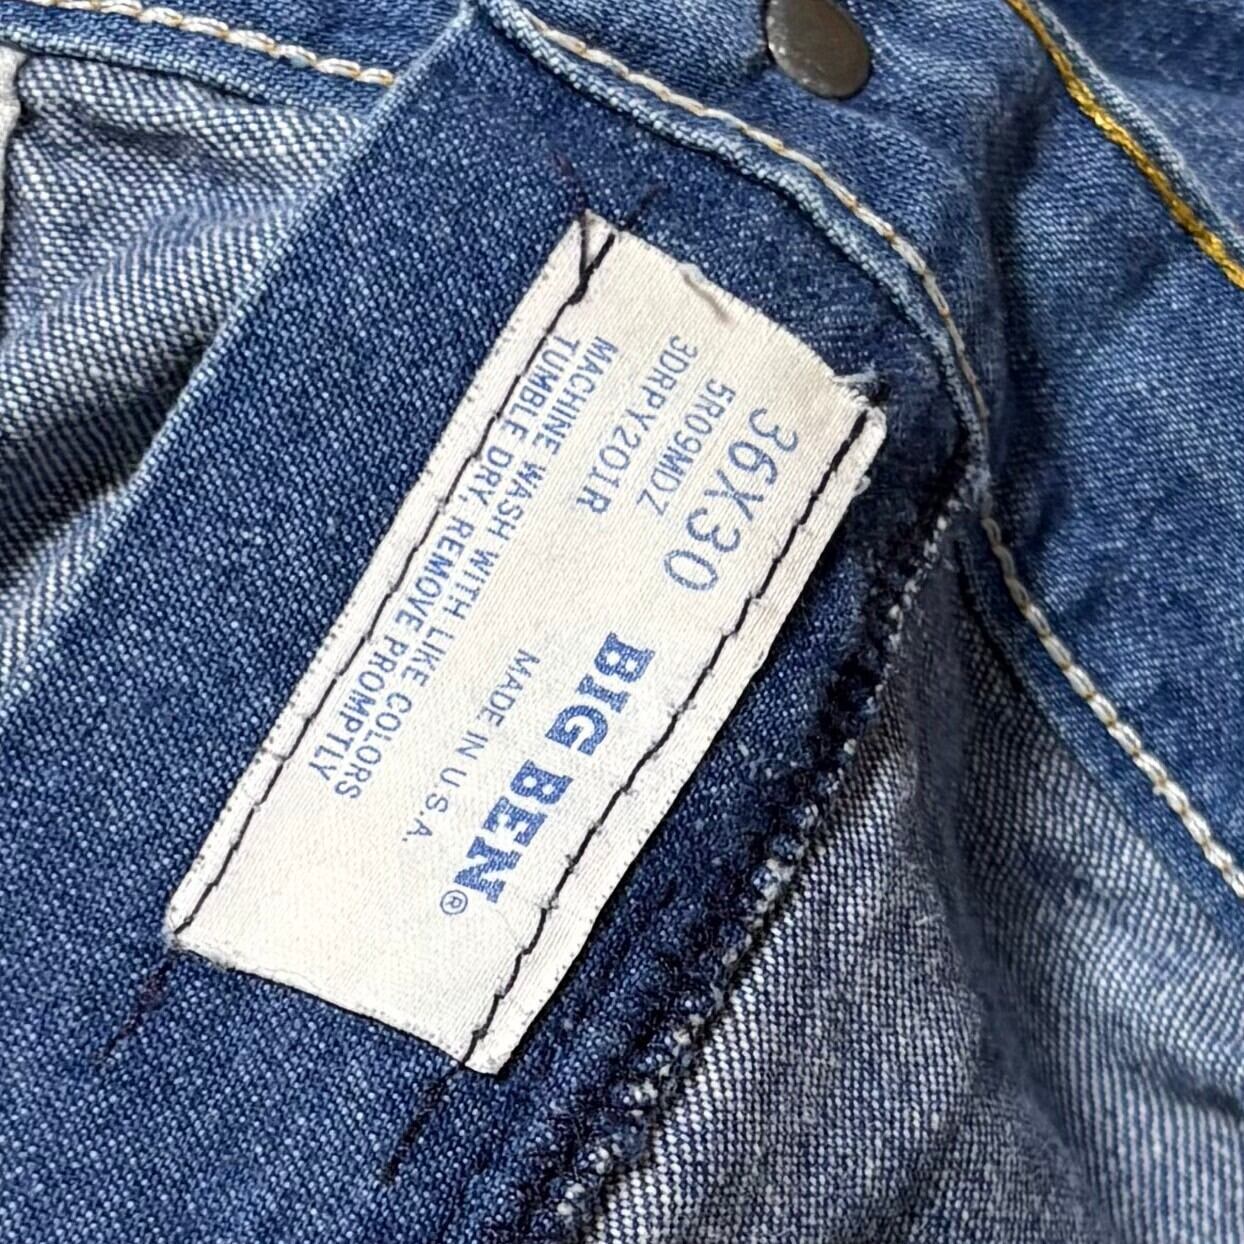 36X30
5R09MDZ
3DRPY201R
MACHINE WASH WITH LIKE COLORS
TUMBLE DRY, REMOVE PROMPTLY
BIG BEN®
MADE IN U.S.A.